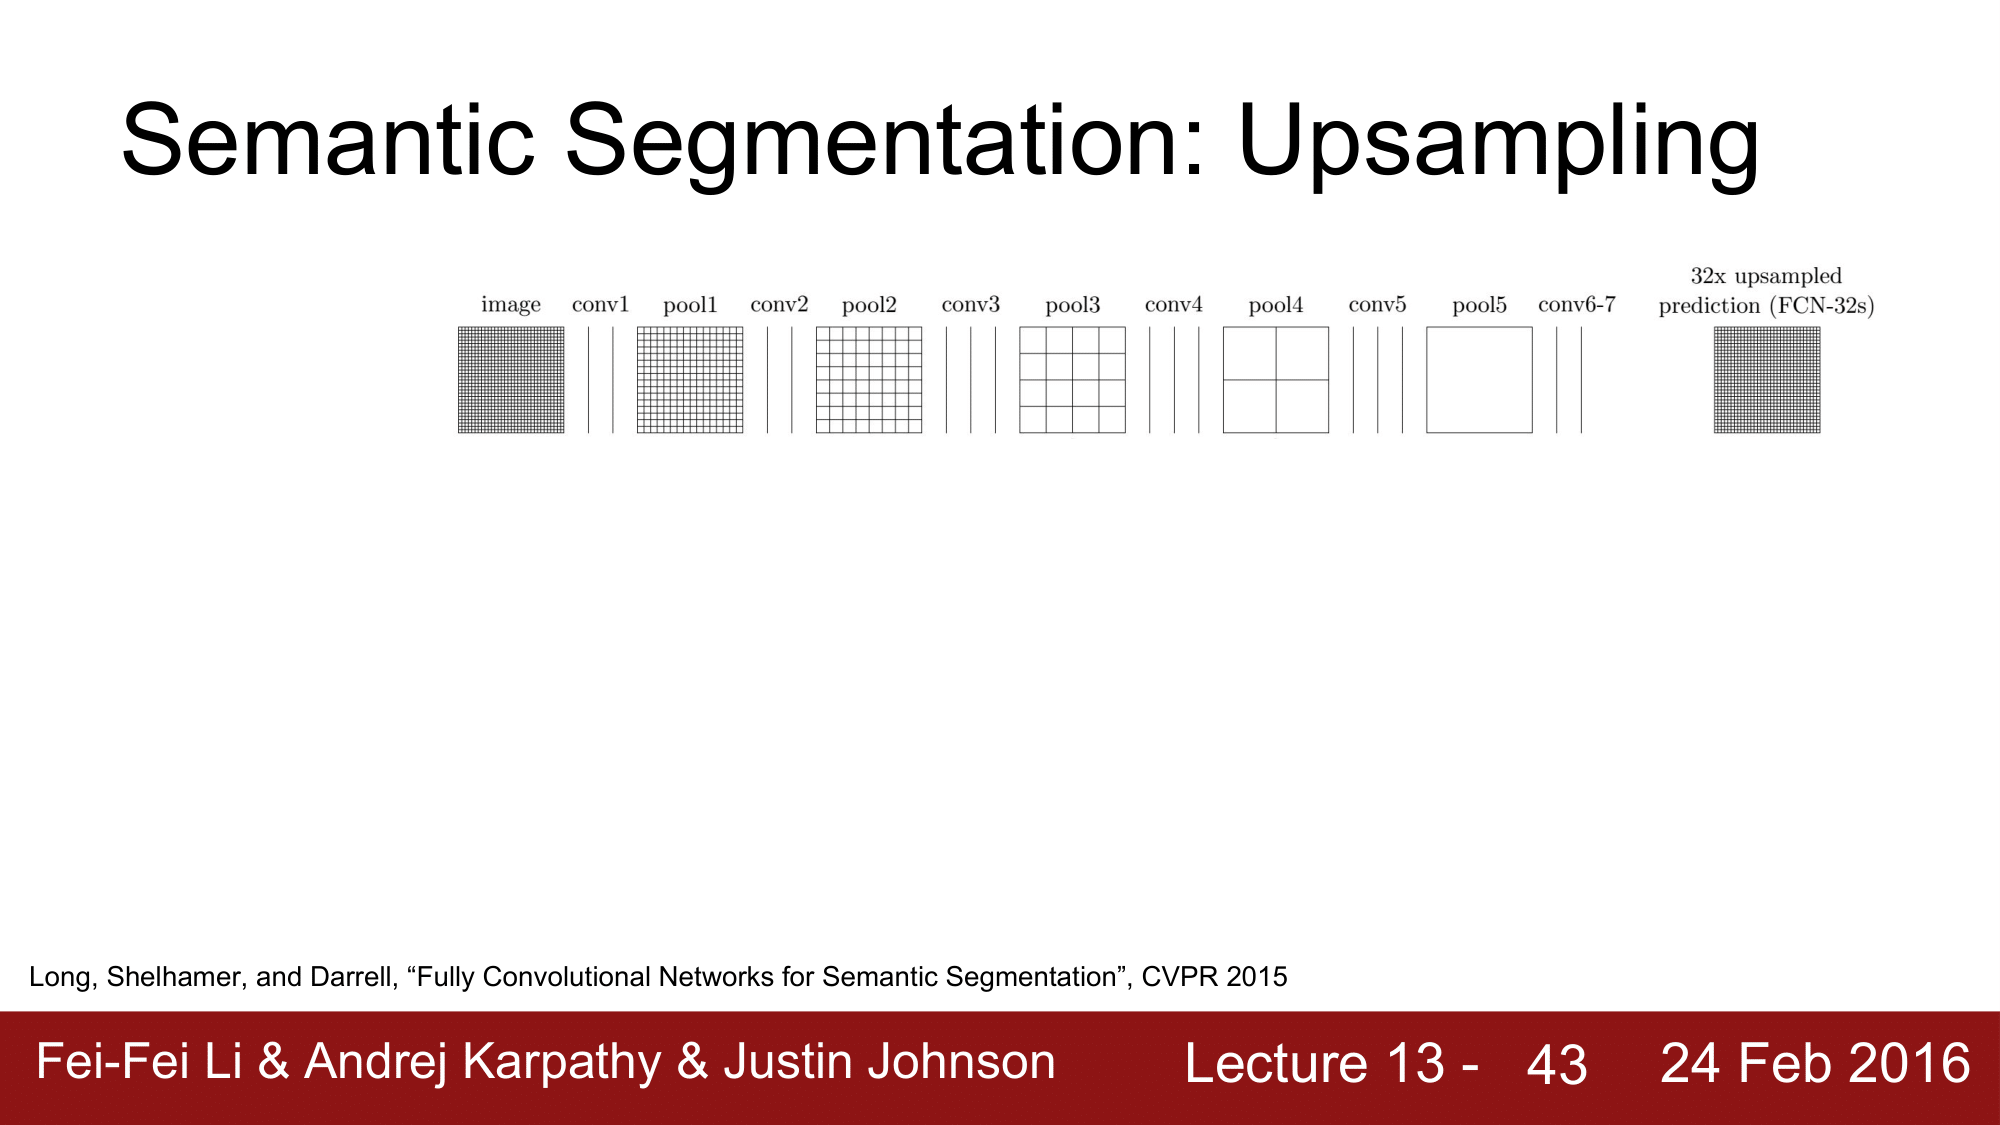 Semantic Segmentation: Upsampling
32x upsampled
image conv1 pool1 conv2 pool2 conv3 pool3 conv4 pool4 conv5 pool5 conv6-7 prediction (FCN-32s)
Long, Shelhamer, and Darrell, “Fully Convolutional Networks for Semantic Segmentation”, CVPR 2015
Fei-Fei Li & Andrej Karpathy & Justin Johnson Lecture 13 - 43 24 Feb 2016